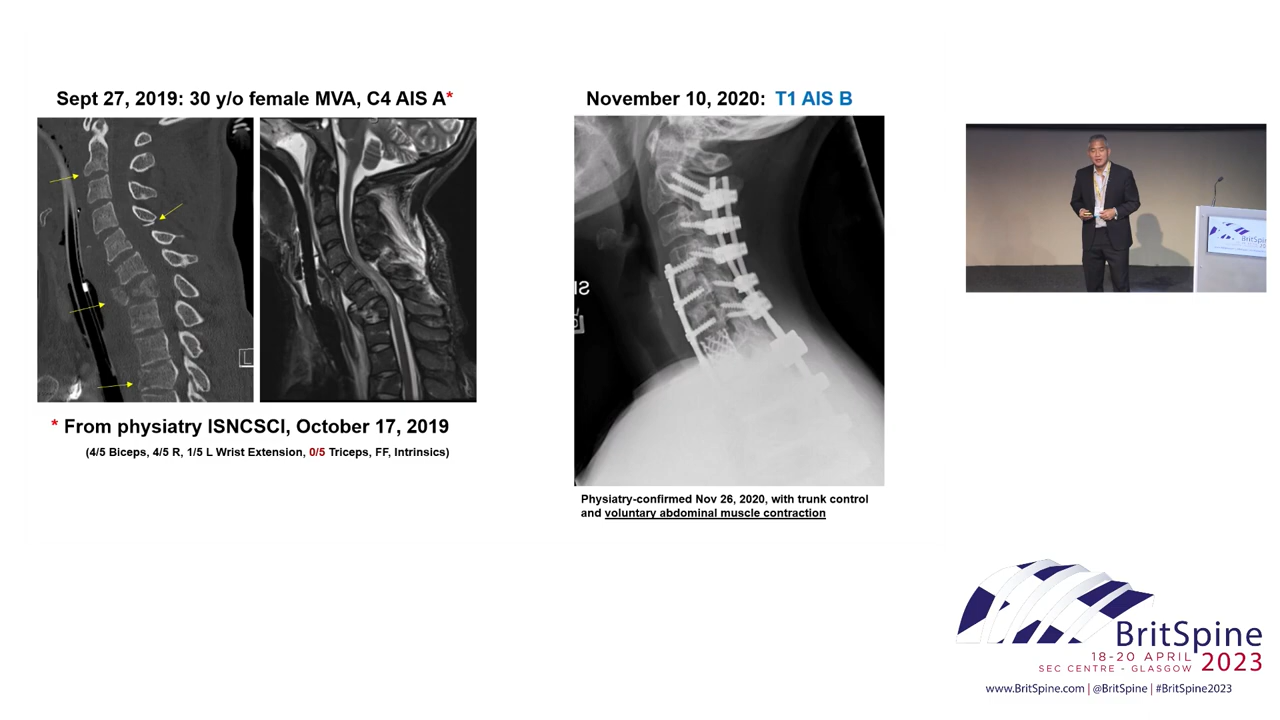 Sept 27, 2019: 30 y/o female MVA, C4 AIS A*
L
* From physiatry ISNCSCI, October 17, 2019
(4/5 Biceps, 4/5 R, 1/5 L Wrist Extension, 0/5 Triceps, FF, Intrinsics)
November 10, 2020: T1 AIS B
Physiatry-confirmed Nov 26, 2020, with trunk control
and voluntary abdominal muscle contraction
BritSpine
18-20 APRIL 2023
SEC CENTRE - GLASGOW
www.BritSpine.com | @BritSpine | #BritSpine2023